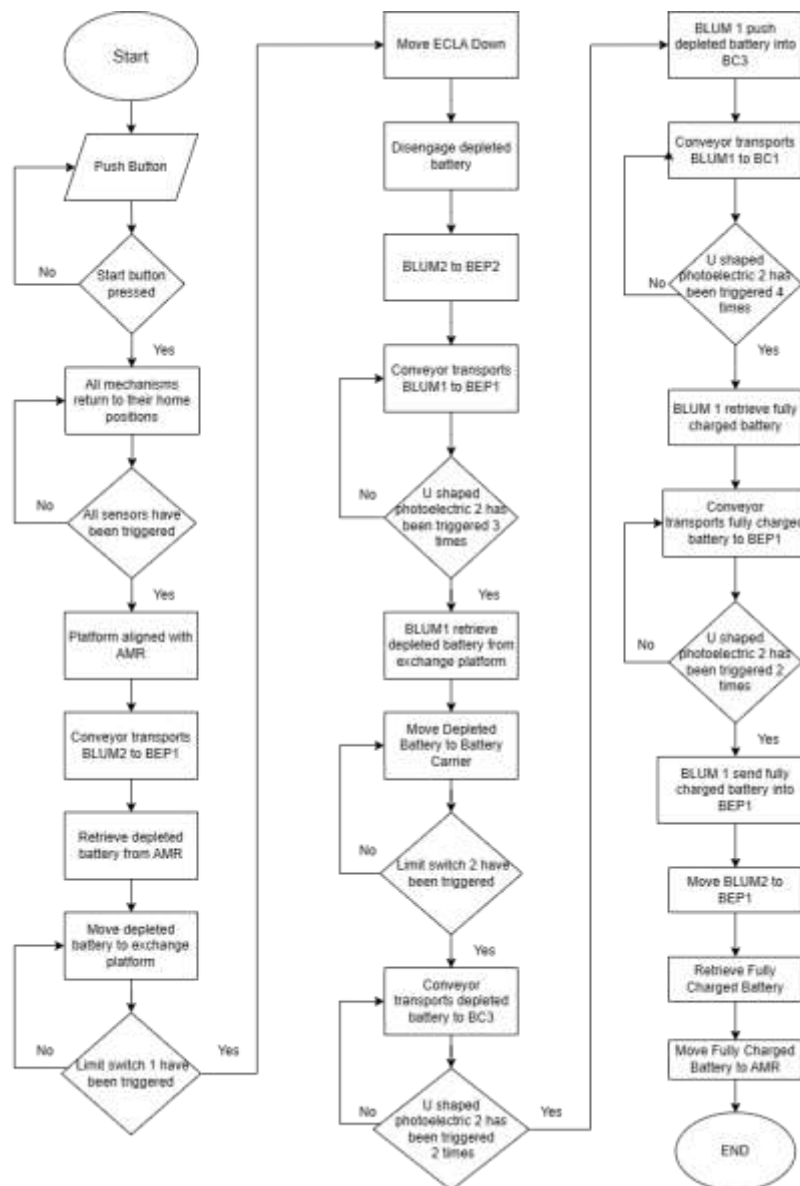 Start
Push Button
No
Start button
pressed
Yes
All mechanisms
return to their home
positions
No
All sensors have
been triggered
Yes
Platform aligned with
AMR
Conveyor transports
BLUM2 to BEP1
Retrieve depleted
battery from AMR
Move depleted
battery to exchange
platform
No
Limit switch 1 have
been triggered
Yes
Move ECLA Down
Disengage depleted
battery
BLUM2 to BEP2
Conveyor transports
BLUM1 to BEP1
No
U shaped
photoelectric 2 has
been triggered 3
times
Yes
BLUM1 retrieve
depleted battery from
exchange platform
Move Depleted
Battery to Battery
Carrier
No
Limit switch 2 have
been triggered
Yes
Conveyor
transports depleted
battery to BC3
No
U shaped
photoelectric 2 has
been triggered
2 times
Yes
BLUM 1 push
depleted battery into
BC3
Conveyor transports
BLUM1 to BC1
No
U shaped
photoelectric 2 has
been triggered 4
times
Yes
BLUM 1 retrieve fully
charged battery
Conveyor
transports fully charged
battery to BEP1
No
U shaped
photoelectric 2 has
been triggered 2
times
Yes
BLUM 1 send fully
charged battery into
BEP1
Move BLUM2 to
BEP1
Retrieve Fully
Charged Battery
Move Fully Charged
Battery to AMR
END